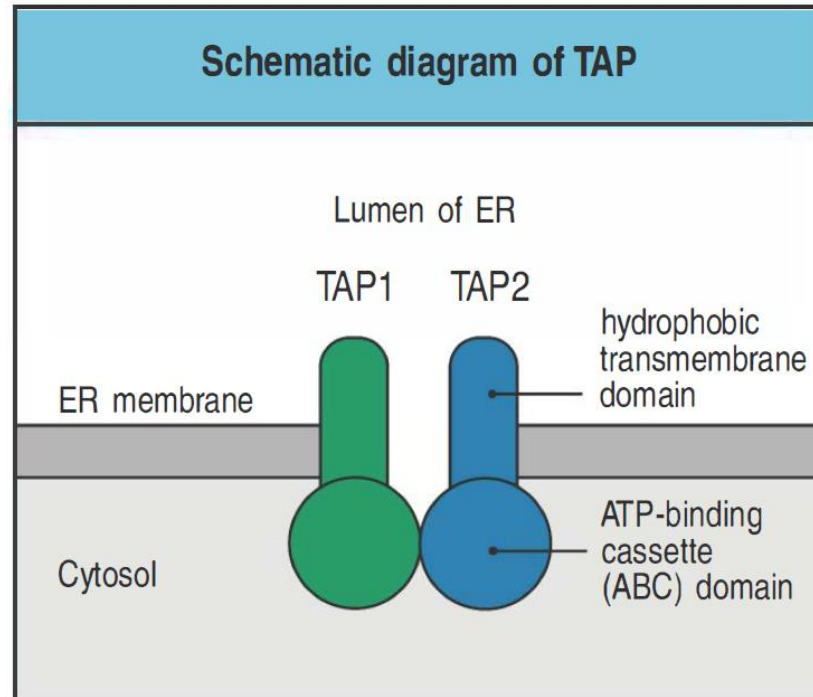 Schematic diagram of TAP
Lumen of ER
TAP1 TAP2
hydrophobic
transmembrane
domain
ER membrane
ATP-binding
cassette
(ABC) domain
Cytosol